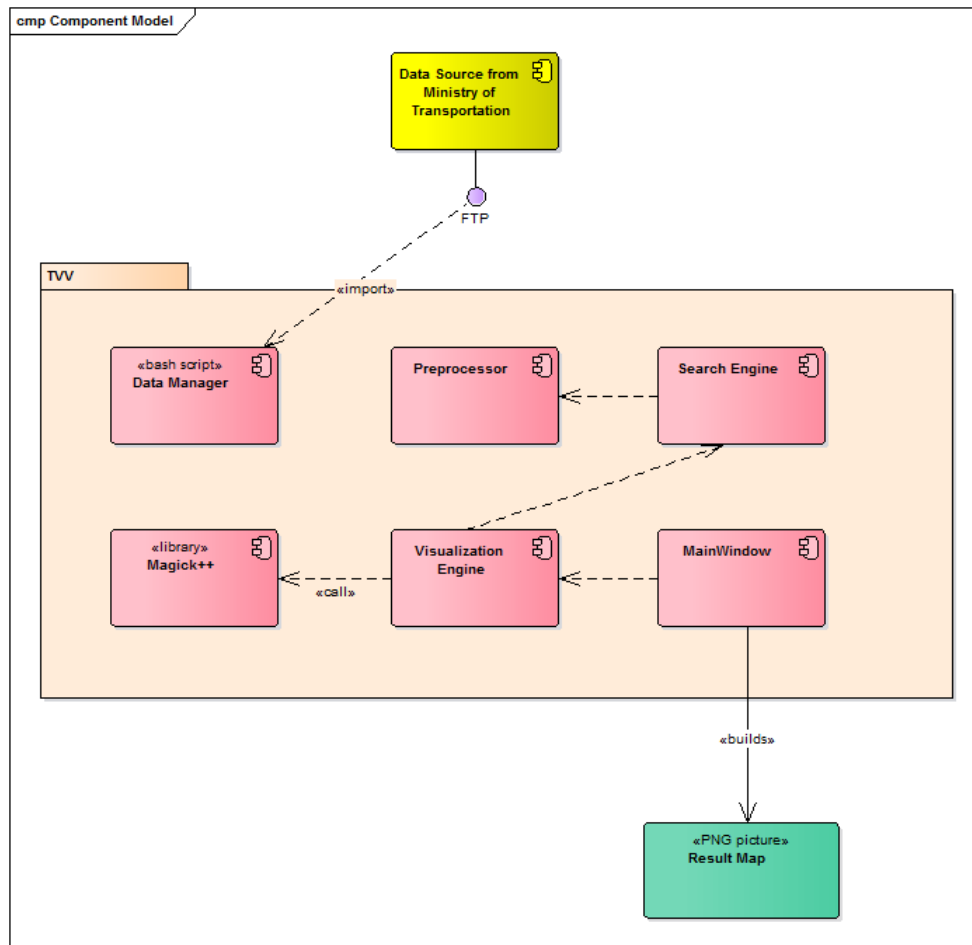 cmp Component Model
Data Source from
Ministry of
Transportation
FTP
TVV
«import»
«bash script»
Data Manager
Preprocessor
Search Engine
«library»
Magick++
«call»
Visualization
Engine
MainWindow
«builds»
«PNG picture»
Result Map